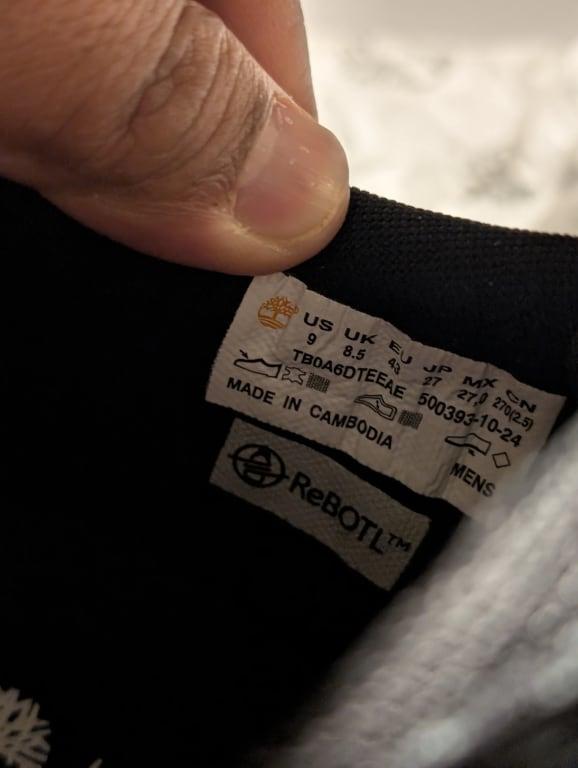 US UK EU JP MX CN
9 8.5 43 27 27,0 270(2.5)
TB0A6DTEEAE 500393-10-24
MADE IN CAMBODIA
MENS
ReBOTL™